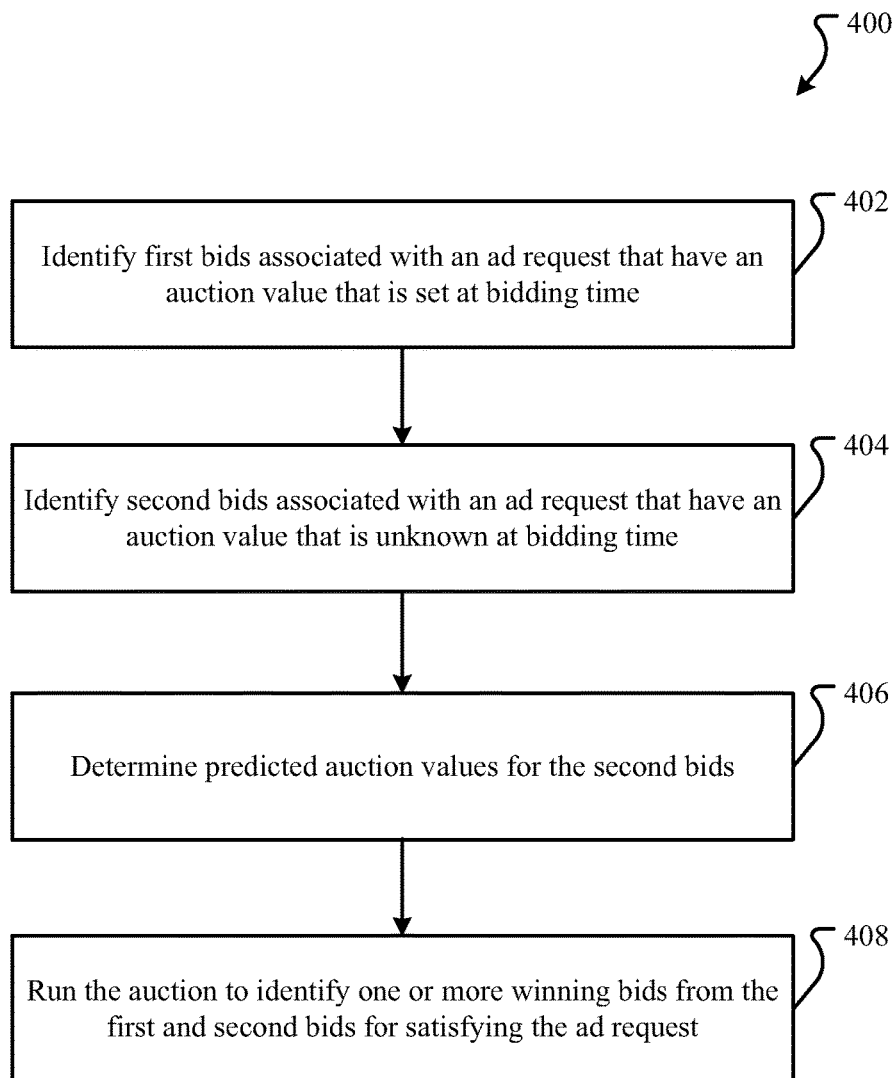 400
402
Identify first bids associated with an ad request that have an
auction value that is set at bidding time
404
Identify second bids associated with an ad request that have an
auction value that is unknown at bidding time
406
Determine predicted auction values for the second bids
408
Run the auction to identify one or more winning bids from the
first and second bids for satisfying the ad request